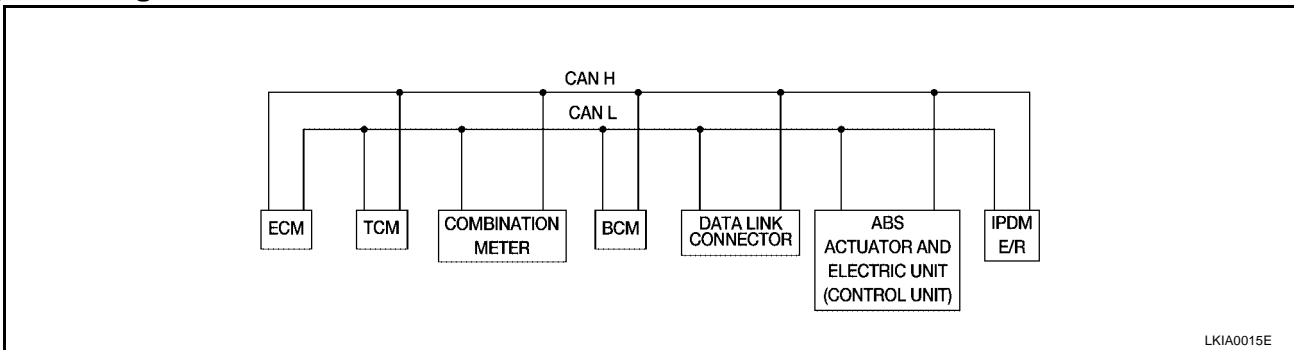 CAN H
CAN L
ECM
TCM
COMBINATION
METER
BCM
DATA LINK
CONNECTOR
ABS
ACTUATOR AND
ELECTRIC UNIT
(CONTROL UNIT)
IPDM
E/R
LKIA0015E